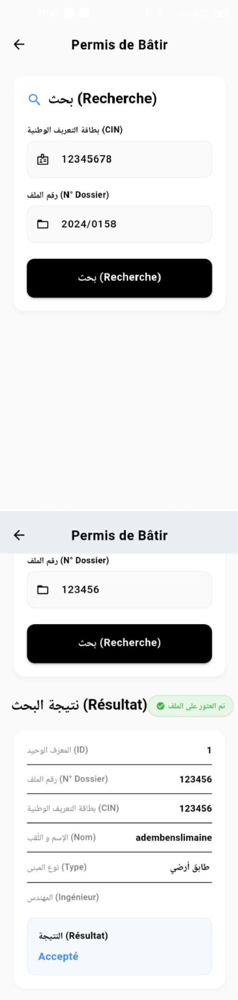 Permis de Bâtir
بحث (Recherche)
بطاقة التعريف الوطنية (CIN)
12345678
رقم الملف (N° Dossier)
2024/0158
بحث (Recherche)
Permis de Bâtir
رقم الملف (N° Dossier)
123456
بحث (Recherche)
نتيجة البحث (Résultat)
تم العثور على الملف
المعرّف الوحيد (ID) 1
رقم الملف (N° Dossier) 123456
بطاقة التعريف الوطنية (CIN) 123456
الإسم و اللّقب (Nom) adembenslimaine
نوع المبنى (Type) طابق أرضي
المهندس (Ingénieur)
النتيجة (Résultat)
Accepté